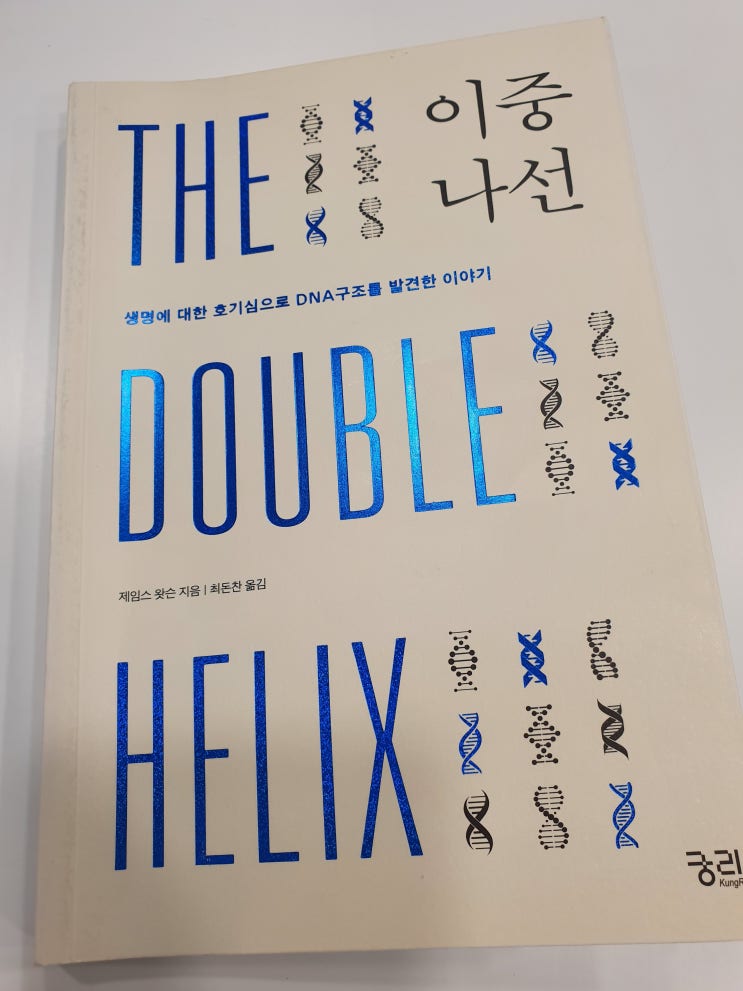 THE
이중
나선
생명에 대한 호기심으로 DNA구조를 발견한 이야기
DOUBLE
제임스 왓슨 지음 | 최돈찬 옮김
HELIX
궁리